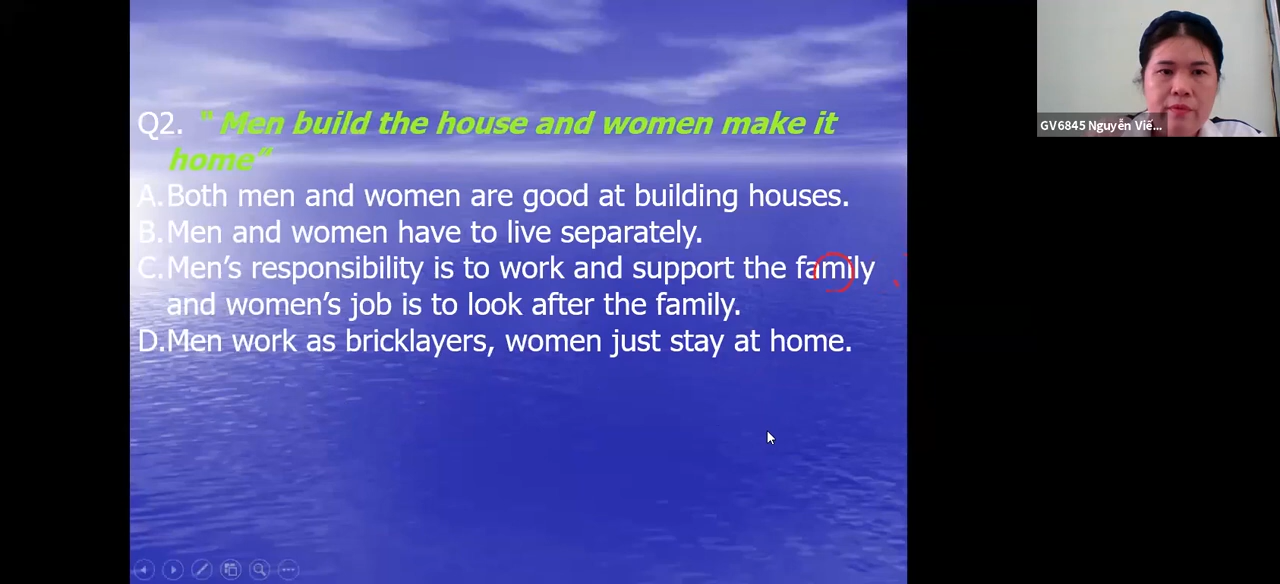 Q2. " Men build the house and women make it
home"
A.Both men and women are good at building houses.
B.Men and women have to live separately.
C.Men's responsibility is to work and support the family
and women's job is to look after the family.
D.Men work as bricklayers, women just stay at home.
GV6845 Nguyễn Viế...